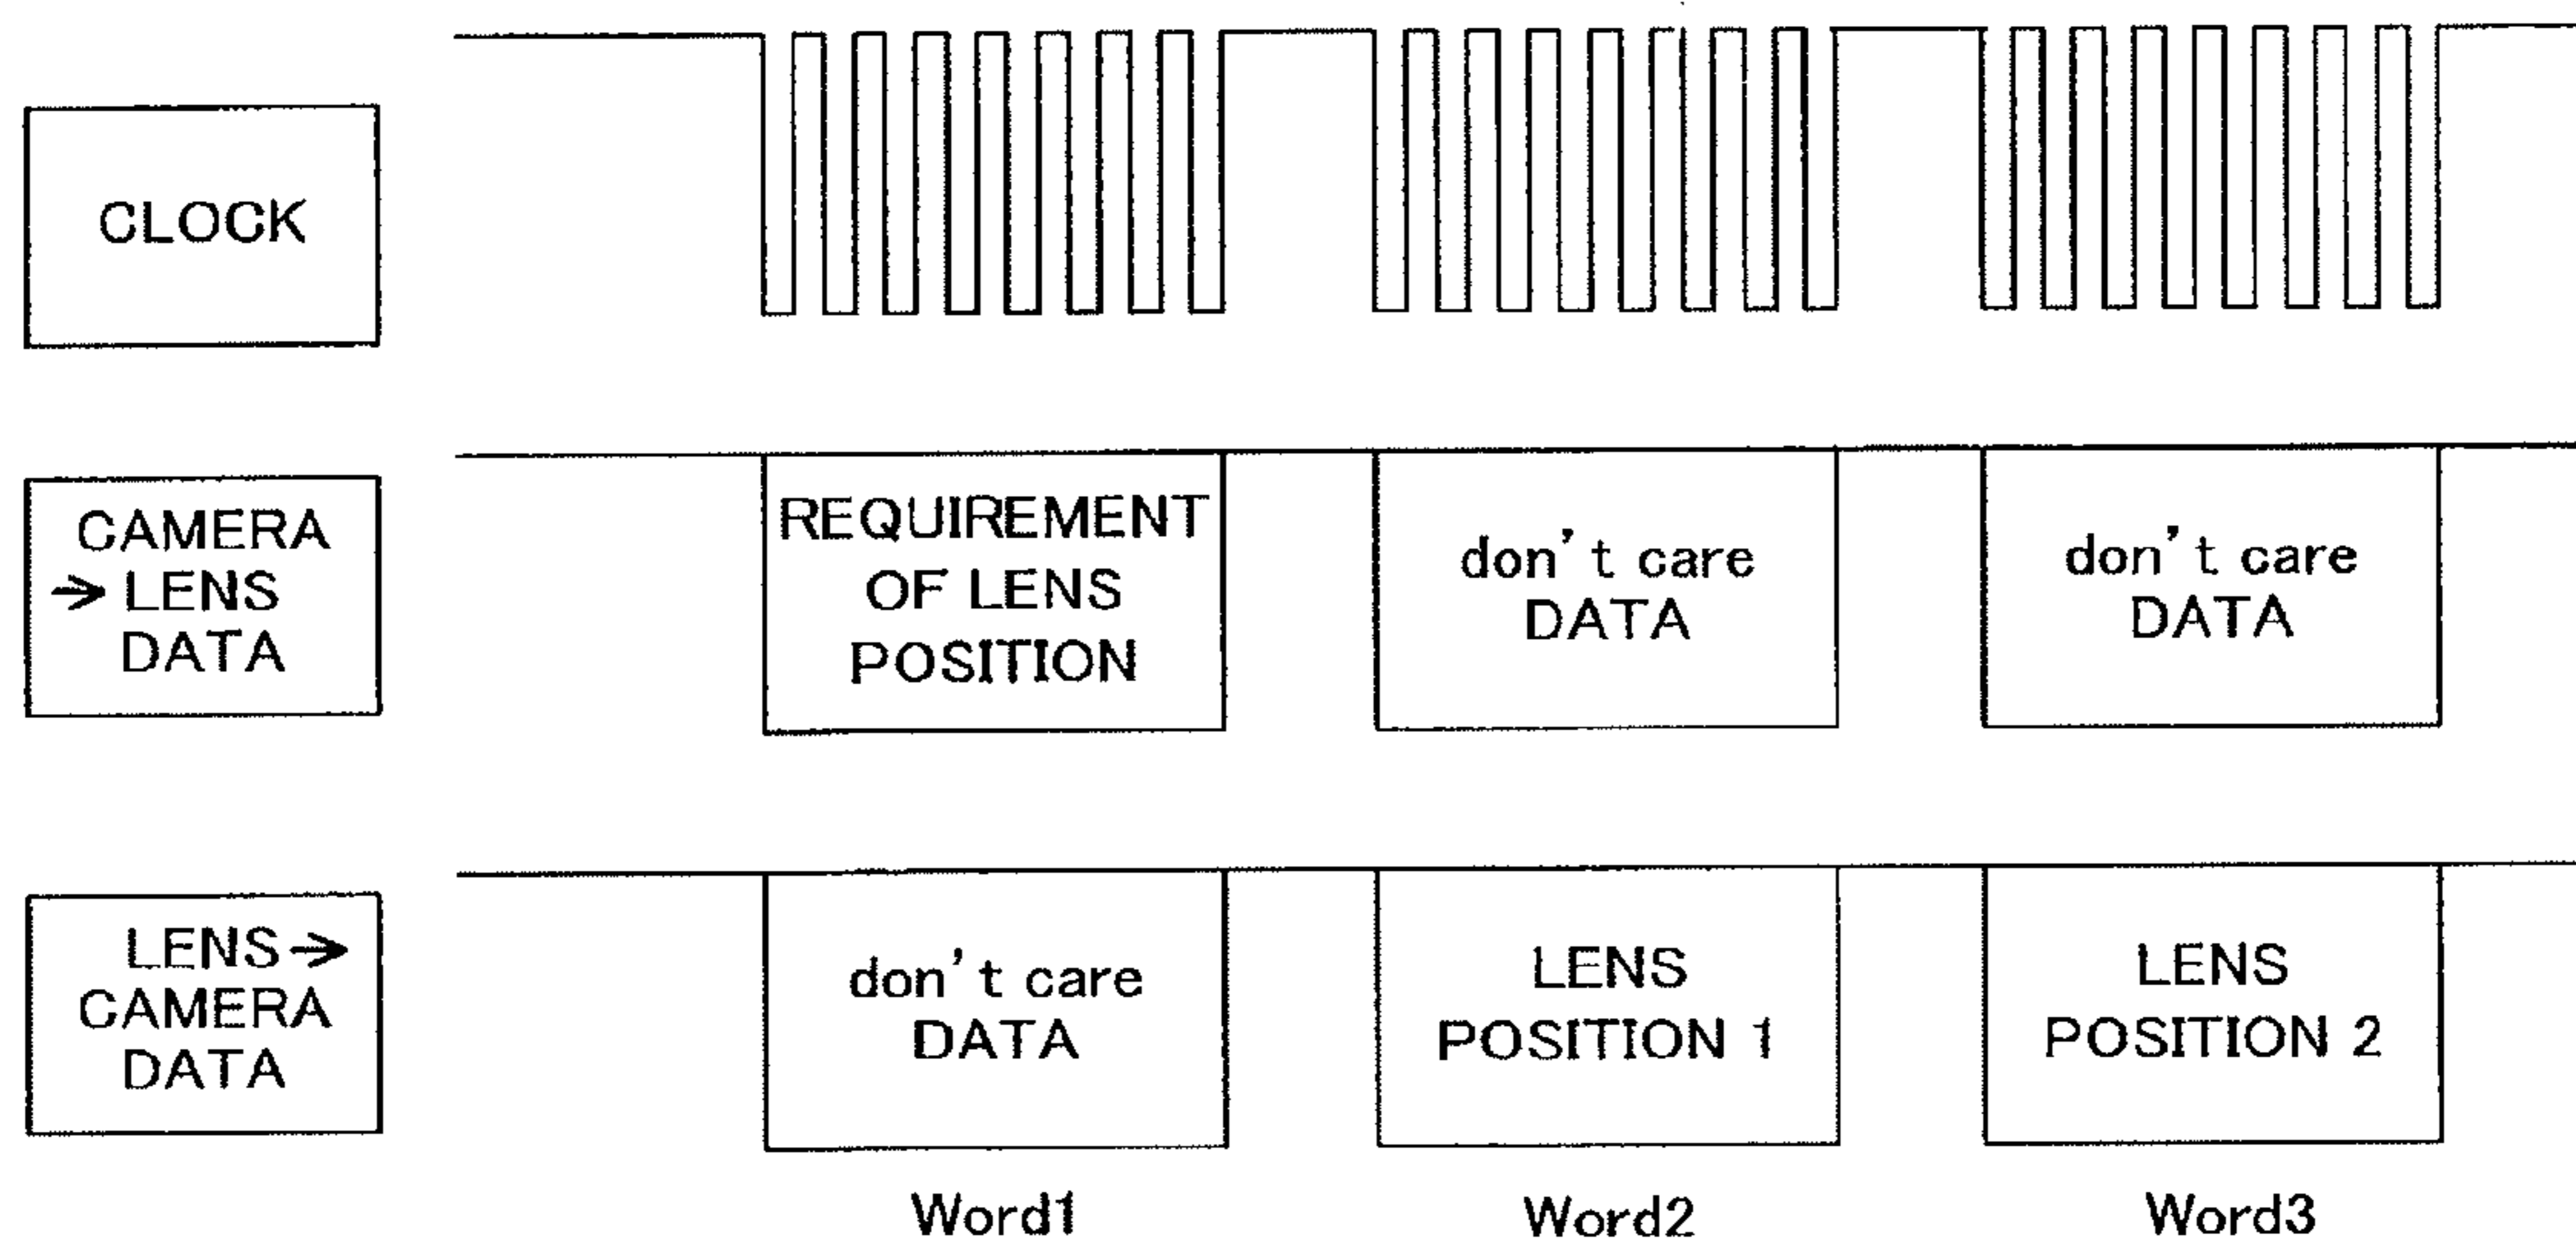 CLOCK
CAMERA
→ LENS
DATA
REQUIREMENT
OF LENS
POSITION
don't care
DATA
don't care
DATA
LENS →
CAMERA
DATA
don't care
DATA
LENS
POSITION 1
LENS
POSITION 2
Word1
Word2
Word3